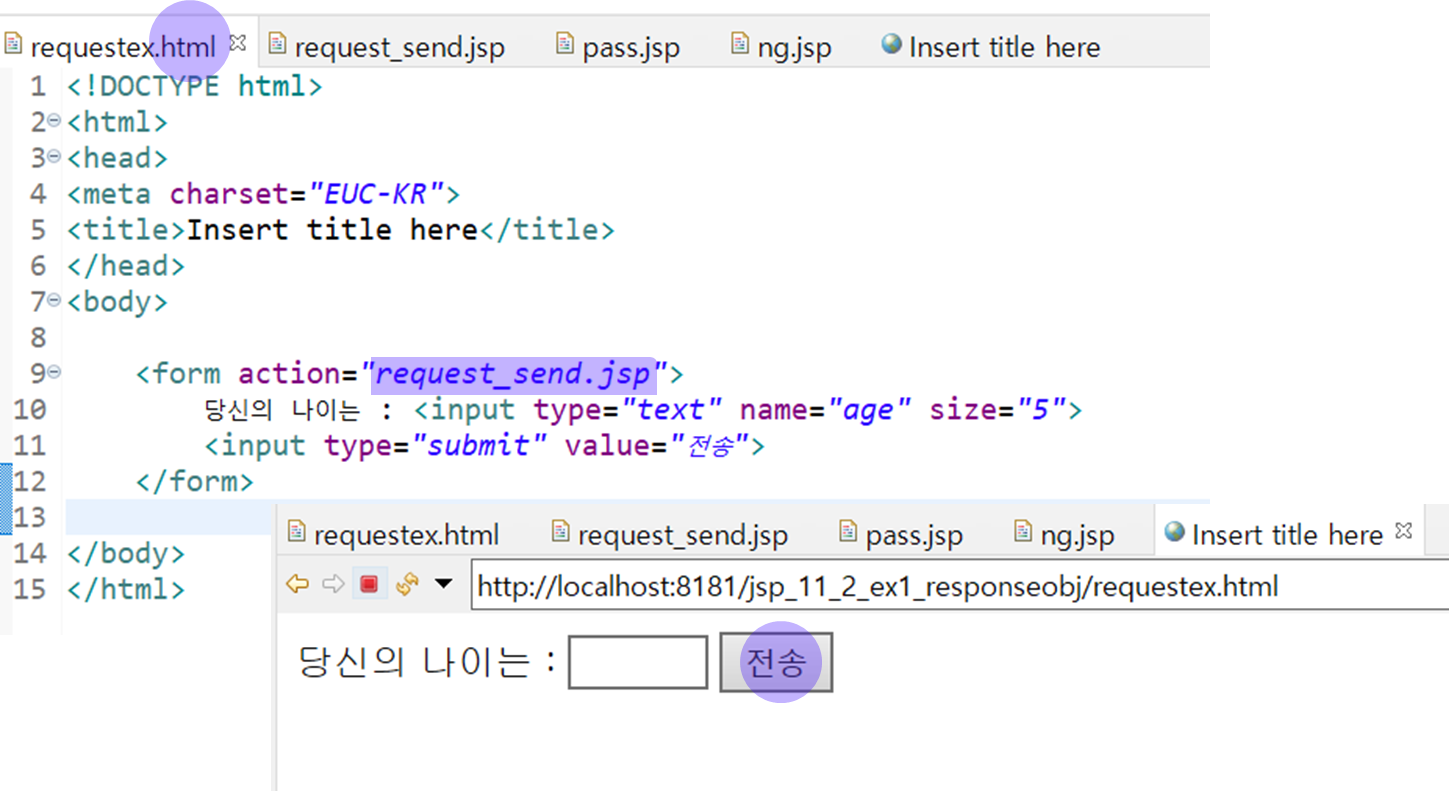 requestex.html request_send.jsp pass.jsp ng.jsp Insert title here
1 <!DOCTYPE html>
2 <html>
3 <head>
4 <meta charset="EUC-KR">
5 <title>Insert title here</title>
6 </head>
7 <body>
8
9 <form action="request_send.jsp">
10 당신의 나이는 : <input type="text" name="age" size="5">
11 <input type="submit" value="전송">
12 </form>
13
14 </body>
15 </html>
requestex.html request_send.jsp pass.jsp ng.jsp Insert title here
http://localhost:8181/jsp_11_2_ex1_responseobj/requestex.html
당신의 나이는 : 전송